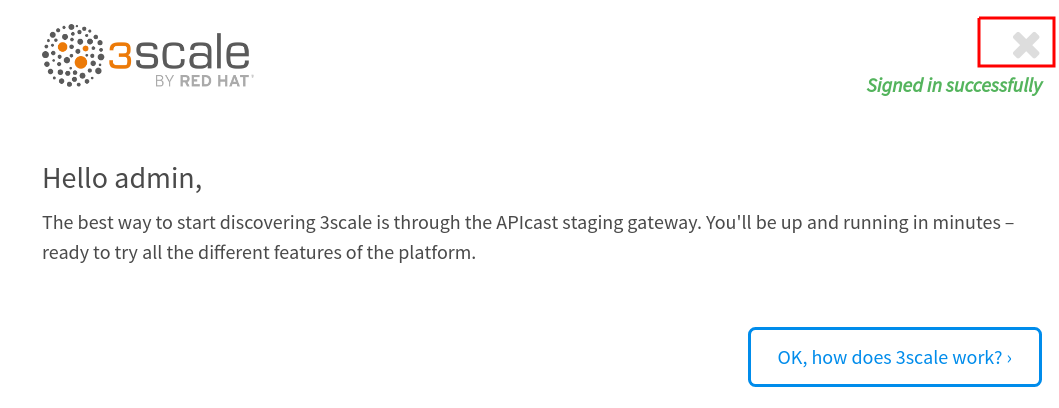 3scale
BY RED HAT
Signed in successfully
Hello admin,
The best way to start discovering 3scale is through the APIcast staging gateway. You'll be up and running in minutes –
ready to try all the different features of the platform.
OK, how does 3scale work? ›